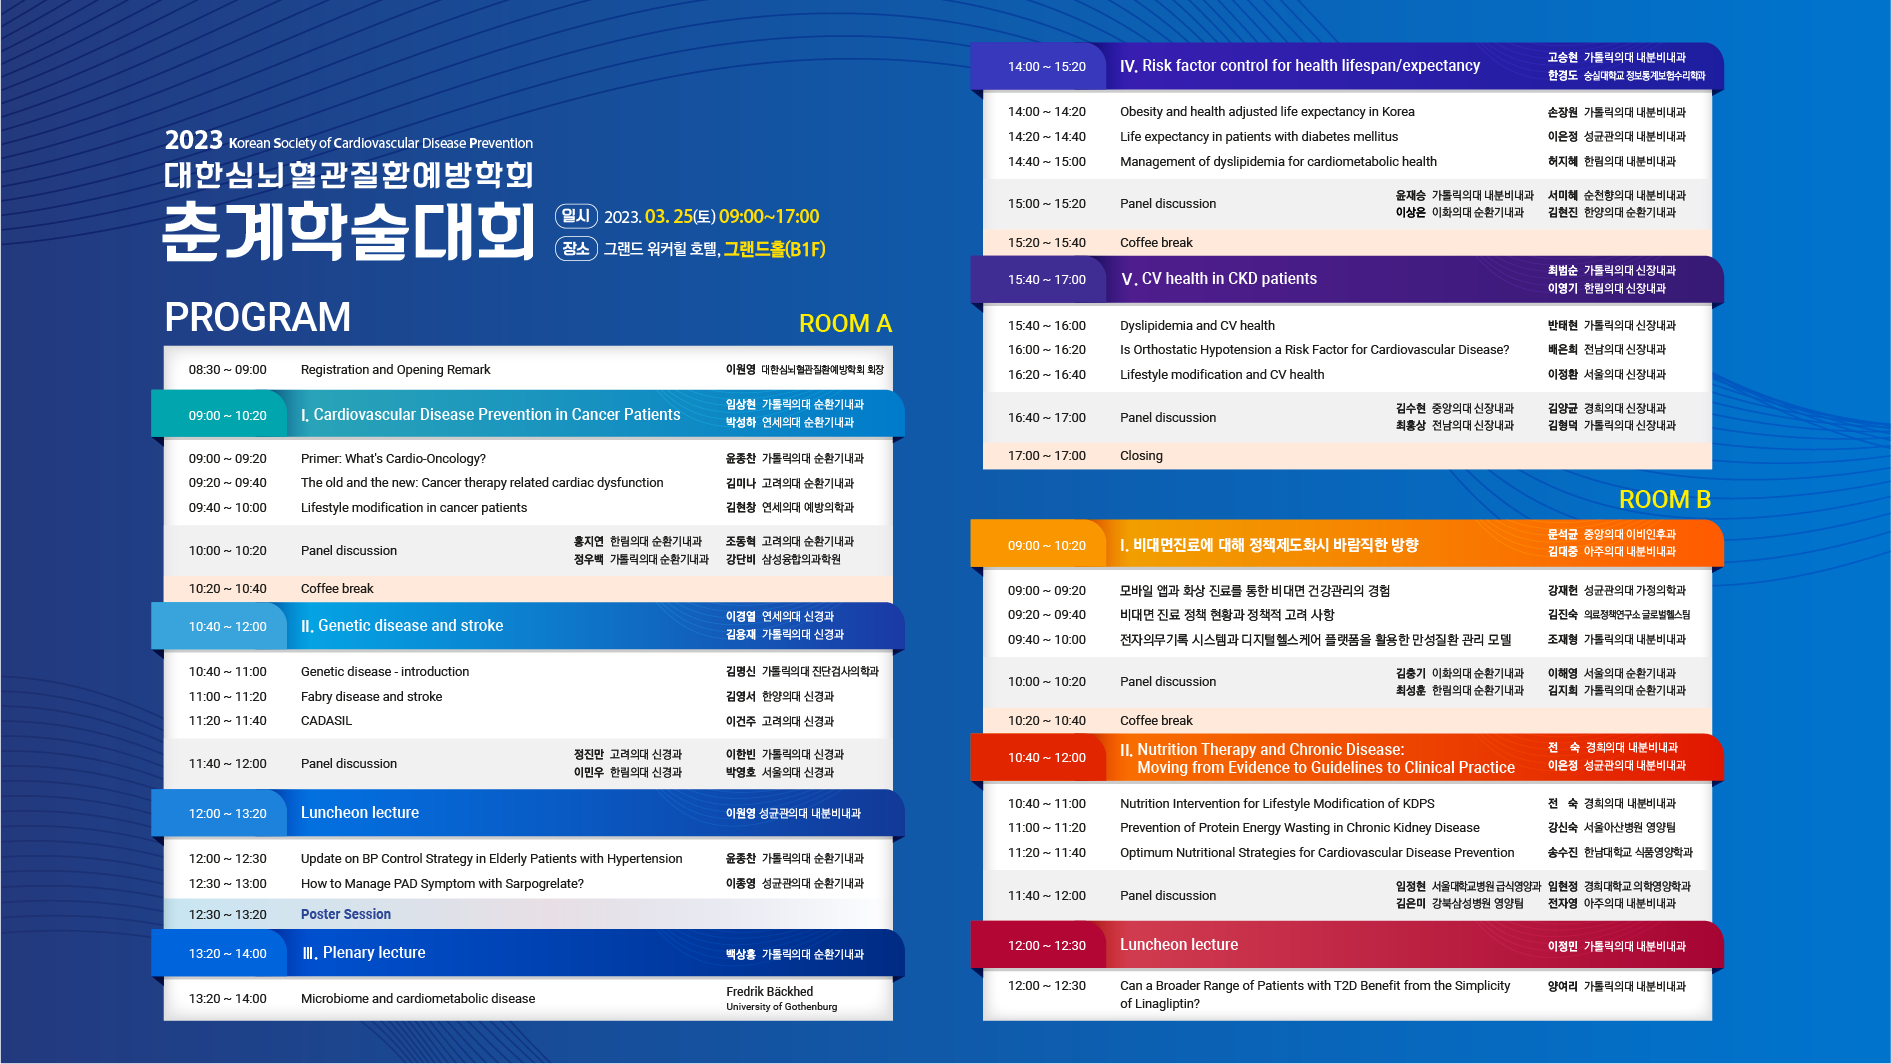 2023 Korean Society of Cardiovascular Disease Prevention
대한심뇌혈관질환예방학회
춘계학술대회
일시 2023. 03. 25(토) 09:00~17:00
장소 그랜드 워커힐 호텔, 그랜드홀(B1F)
PROGRAM
ROOM A
08:30 ~ 09:00 Registration and Opening Remark 이원영 대한심뇌혈관질환예방학회 회장
09:00 ~ 10:20 I. Cardiovascular Disease Prevention in Cancer Patients 임상현 가톨릭의대 순환기내과
박성하 연세의대 순환기내과
09:00 ~ 09:20 Primer: What's Cardio-Oncology? 윤종찬 가톨릭의대 순환기내과
09:20 ~ 09:40 The old and the new: Cancer therapy related cardiac dysfunction 김미나 고려의대 순환기내과
09:40 ~ 10:00 Lifestyle modification in cancer patients 김현창 연세의대 예방의학과
10:00 ~ 10:20 Panel discussion 홍지연 한림의대 순환기내과 조동혁 고려의대 순환기내과
정우백 가톨릭의대 순환기내과 강단비 삼성융합의과학원
10:20 ~ 10:40 Coffee break
10:40 ~ 12:00 II. Genetic disease and stroke 이경열 연세의대 신경과
김용재 가톨릭의대 신경과
10:40 ~ 11:00 Genetic disease - introduction 김명신 가톨릭의대 진단검사의학과
11:00 ~ 11:20 Fabry disease and stroke 김영서 한양의대 신경과
11:20 ~ 11:40 CADASIL 이건주 고려의대 신경과
11:40 ~ 12:00 Panel discussion 정진만 고려의대 신경과 이한빈 가톨릭의대 신경과
이민우 한림의대 신경과 박영호 서울의대 신경과
12:00 ~ 13:20 Luncheon lecture 이원영 성균관의대 내분비내과
12:00 ~ 12:30 Update on BP Control Strategy in Elderly Patients with Hypertension 윤종찬 가톨릭의대 순환기내과
12:30 ~ 13:00 How to Manage PAD Symptom with Sarpogrelate? 이종영 성균관의대 순환기내과
12:30 ~ 13:20 Poster Session
13:20 ~ 14:00 III. Plenary lecture 백상홍 가톨릭의대 순환기내과
13:20 ~ 14:00 Microbiome and cardiometabolic disease Fredrik Bäckhed
University of Gothenburg
14:00 ~ 15:20 IV. Risk factor control for health lifespan/expectancy 고승현 가톨릭의대 내분비내과
한경도 숭실대학교 정보통계보험수리학과
14:00 ~ 14:20 Obesity and health adjusted life expectancy in Korea 손장원 가톨릭의대 내분비내과
14:20 ~ 14:40 Life expectancy in patients with diabetes mellitus 이은정 성균관의대 내분비내과
14:40 ~ 15:00 Management of dyslipidemia for cardiometabolic health 허지혜 한림의대 내분비내과
15:00 ~ 15:20 Panel discussion 윤재승 가톨릭의대 내분비내과 서미혜 순천향의대 내분비내과
이상은 이화의대 순환기내과 김현진 한양의대 순환기내과
15:20 ~ 15:40 Coffee break
15:40 ~ 17:00 V. CV health in CKD patients 최범순 가톨릭의대 신장내과
이영기 한림의대 신장내과
15:40 ~ 16:00 Dyslipidemia and CV health 반태현 가톨릭의대 신장내과
16:00 ~ 16:20 Is Orthostatic Hypotension a Risk Factor for Cardiovascular Disease? 배은희 전남의대 신장내과
16:20 ~ 16:40 Lifestyle modification and CV health 이정환 서울의대 신장내과
16:40 ~ 17:00 Panel discussion 김수현 중앙의대 신장내과 김양균 경희의대 신장내과
최홍상 전남의대 신장내과 김형덕 가톨릭의대 신장내과
17:00 ~ 17:00 Closing
ROOM B
09:00 ~ 10:20 I. 비대면진료에 대해 정책제도화시 바람직한 방향 문석균 중앙의대 이비인후과
김대중 아주의대 내분비내과
09:00 ~ 09:20 모바일 앱과 화상 진료를 통한 비대면 건강관리의 경험 강재헌 성균관의대 가정의학과
09:20 ~ 09:40 비대면 진료 정책 현황과 정책적 고려 사항 김진숙 의료정책연구소 글로벌헬스팀
09:40 ~ 10:00 전자의무기록 시스템과 디지털헬스케어 플랫폼을 활용한 만성질환 관리 모델 조재형 가톨릭의대 내분비내과
10:00 ~ 10:20 Panel discussion 김충기 이화의대 순환기내과 이해영 서울의대 순환기내과
최성훈 한림의대 순환기내과 김지희 가톨릭의대 순환기내과
10:20 ~ 10:40 Coffee break
10:40 ~ 12:00 II. Nutrition Therapy and Chronic Disease: 전 숙 경희의대 내분비내과
Moving from Evidence to Guidelines to Clinical Practice 이은정 성균관의대 내분비내과
10:40 ~ 11:00 Nutrition Intervention for Lifestyle Modification of KDPS 전 숙 경희의대 내분비내과
11:00 ~ 11:20 Prevention of Protein Energy Wasting in Chronic Kidney Disease 강신숙 서울아산병원 영양팀
11:20 ~ 11:40 Optimum Nutritional Strategies for Cardiovascular Disease Prevention 송수진 한남대학교 식품영양학과
11:40 ~ 12:00 Panel discussion 임정현 서울대학교병원 급식영양과 임현정 경희대학교 의학영양학과
김은미 강북삼성병원 영양팀 전자영 아주의대 내분비내과
12:00 ~ 12:30 Luncheon lecture 이정민 가톨릭의대 내분비내과
12:00 ~ 12:30 Can a Broader Range of Patients with T2D Benefit from the Simplicity 양여리 가톨릭의대 내분비내과
of Linagliptin?